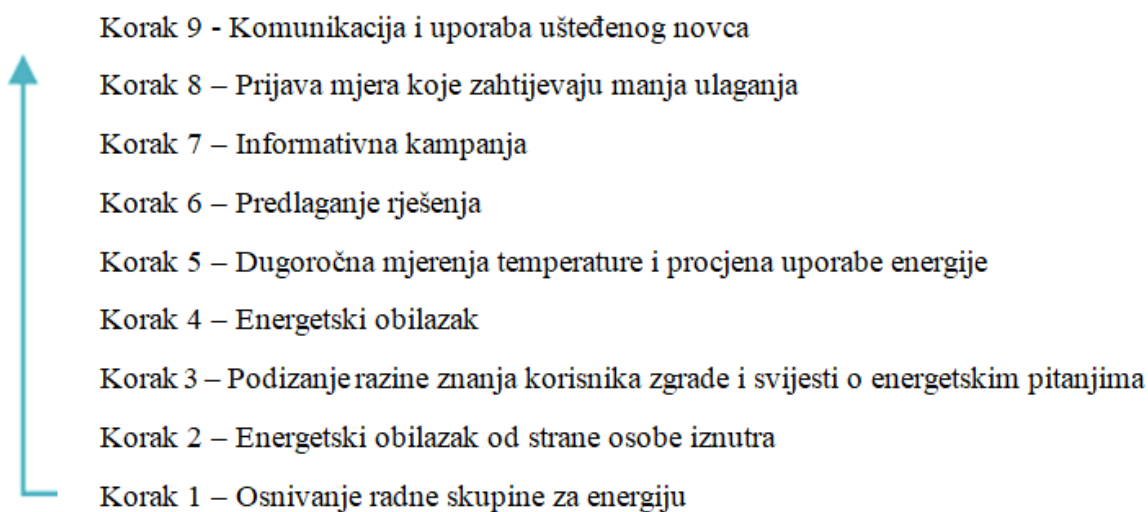 Korak 9 - Komunikacija i uporaba ušteđenog novca
Korak 8 – Prijava mjera koje zahtijevaju manja ulaganja
Korak 7 – Informativna kampanja
Korak 6 – Predlaganje rješenja
Korak 5 – Dugoročna mjerenja temperature i procjena uporabe energije
Korak 4 – Energetski obilazak
Korak 3 – Podizanje razine znanja korisnika zgrade i svijesti o energetskim pitanjima
Korak 2 – Energetski obilazak od strane osobe iznutra
Korak 1 – Osnivanje radne skupine za energiju